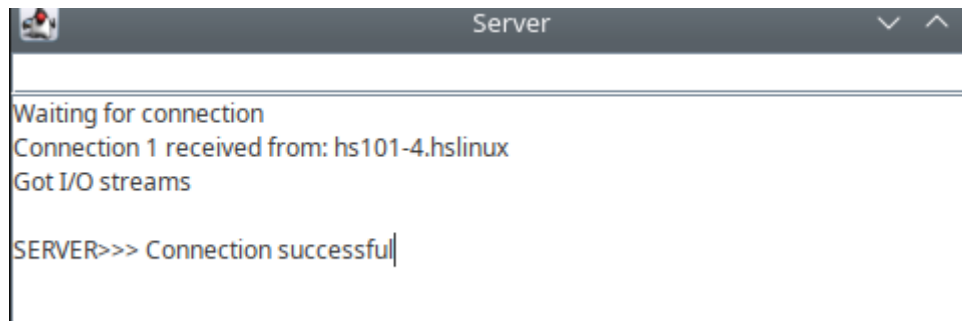 Server
Waiting for connection
Connection 1 received from: hs101-4.hslinux
Got I/O streams
SERVER>>> Connection successful